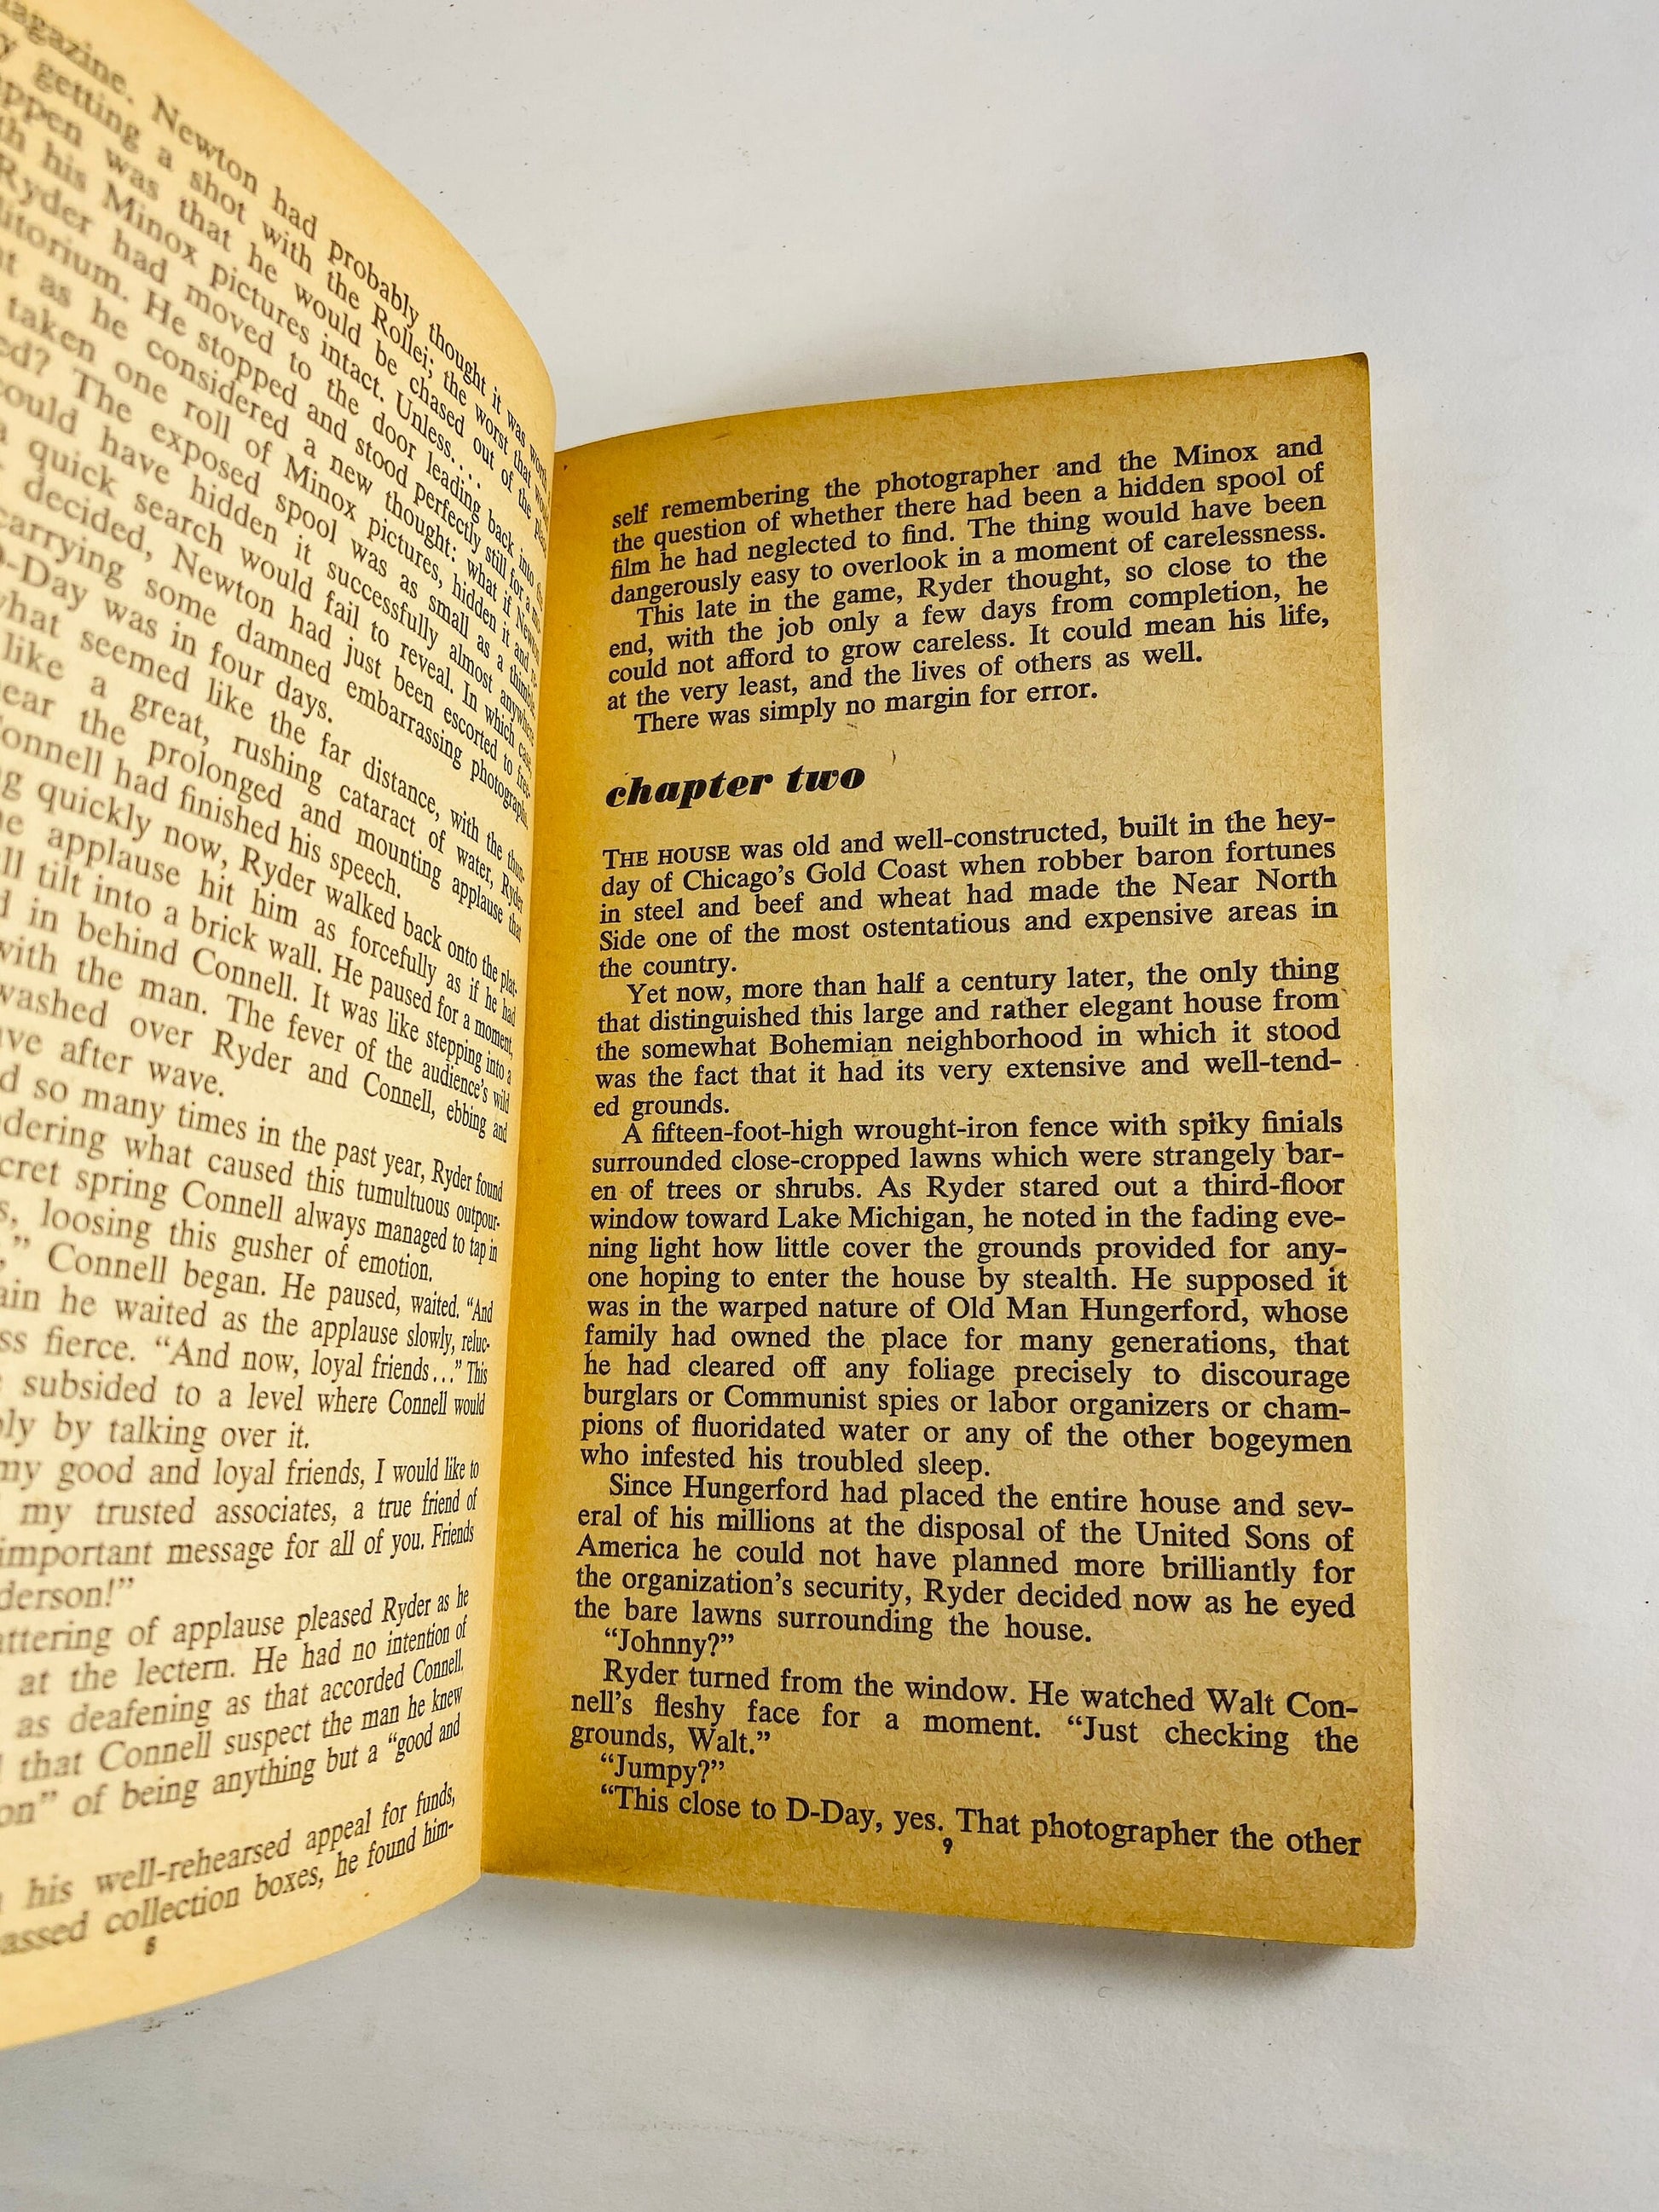 magazine. Newton had probably thought it was worth
getting a shot with the Rollei; the worst that would
happen was that he would be chased out of the place
with his Minox pictures intact. Unless. . . .
Ryder had moved to the door leading back into the
auditorium. He stopped and stood perfectly still for a mo-
as he considered a new thought: what if Newton
taken one roll of Minox pictures, hidden it and re-
The exposed spool was as small as a thimble.
could have hidden it successfully almost anywhere
a quick search would fail to reveal. In which case,
decided, Newton had just been escorted to free-
carrying some damned embarrassing photographs.
D-Day was in four days.
what seemed like the far distance, with the thun-
like a great, rushing cataract of water, Ryder
the prolonged and mounting applause that
Connell had finished his speech.
quickly now, Ryder walked back onto the plat-
applause hit him as forcefully as if he had
tilt into a brick wall. He paused for a moment,
in behind Connell. It was like stepping into a
with the man. The fever of the audience's wild
washed over Ryder and Connell, ebbing and
wave after wave.
so many times in the past year, Ryder found
wondering what caused this tumultuous outpour-
secret spring Connell always managed to tap in
loosing this gusher of emotion.
” Connell began. He paused, waited. “And
he waited as the applause slowly, reluc-
fierce. “And now, loyal friends . . .” This
subsided to a level where Connell would
by talking over it.
my good and loyal friends, I would like to
my trusted associates, a true friend of
important message for all of you. Friends
derson!”
of applause pleased Ryder as he
at the lectern. He had no intention of
as deafening as that accorded Connell.
that Connell suspect the man he knew
” of being anything but a “good and
his well-rehearsed appeal for funds,
passed collection boxes, he found him-
8
self remembering the photographer and the Minox and
the question of whether there had been a hidden spool of
film he had neglected to find. The thing would have been
dangerously easy to overlook in a moment of carelessness.
This late in the game, Ryder thought, so close to the
end, with the job only a few days from completion, he
could not afford to grow careless. It could mean his life,
at the very least, and the lives of others as well.
There was simply no margin for error.
chapter two
THE HOUSE was old and well-constructed, built in the hey-
day of Chicago's Gold Coast when robber baron fortunes
in steel and beef and wheat had made the Near North
Side one of the most ostentatious and expensive areas in
the country.
Yet now, more than half a century later, the only thing
that distinguished this large and rather elegant house from
the somewhat Bohemian neighborhood in which it stood
was the fact that it had its very extensive and well-tend-
ed grounds.
A fifteen-foot-high wrought-iron fence with spiky finials
surrounded close-cropped lawns which were strangely bar-
en of trees or shrubs. As Ryder stared out a third-floor
window toward Lake Michigan, he noted in the fading eve-
ning light how little cover the grounds provided for any-
one hoping to enter the house by stealth. He supposed it
was in the warped nature of Old Man Hungerford, whose
family had owned the place for many generations, that
he had cleared off any foliage precisely to discourage
burglars or Communist spies or labor organizers or cham-
pions of fluoridated water or any of the other bogeymen
who infested his troubled sleep.
Since Hungerford had placed the entire house and sev-
eral of his millions at the disposal of the United Sons of
America he could not have planned more brilliantly for
the organization's security, Ryder decided now as he eyed
the bare lawns surrounding the house.
“Johnny?”
Ryder turned from the window. He watched Walt Con-
nell's fleshy face for a moment. “Just checking the
grounds, Walt.”
“Jumpy?”
“This close to D-Day, yes. That photographer the other
9